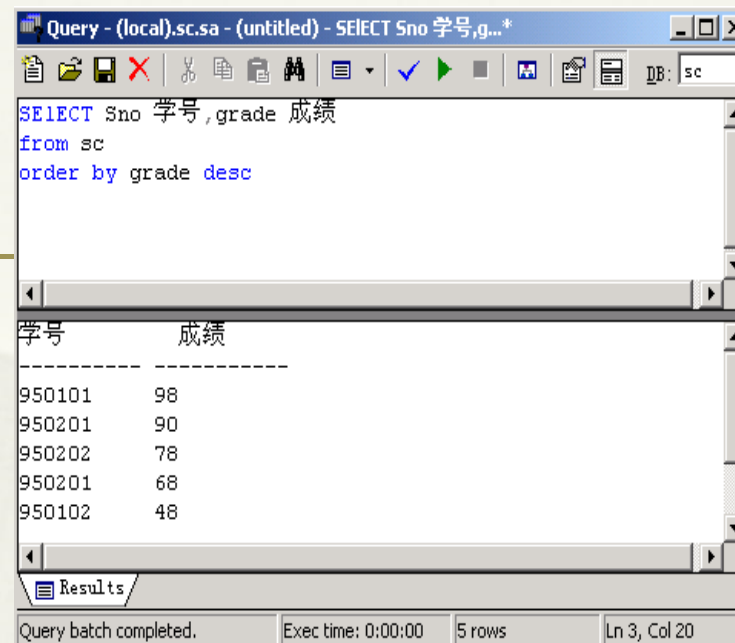 Query - (local).sc.sa - (untitled) - SElECT Sno 学号,g...*
DB: sc
SElECT Sno 学号,grade 成绩
from sc
order by grade desc
学号 成绩
---------- -----------
950101 98
950201 90
950202 78
950201 68
950102 48
Results
Query batch completed. Exec time: 0:00:00 5 rows Ln 3, Col 20